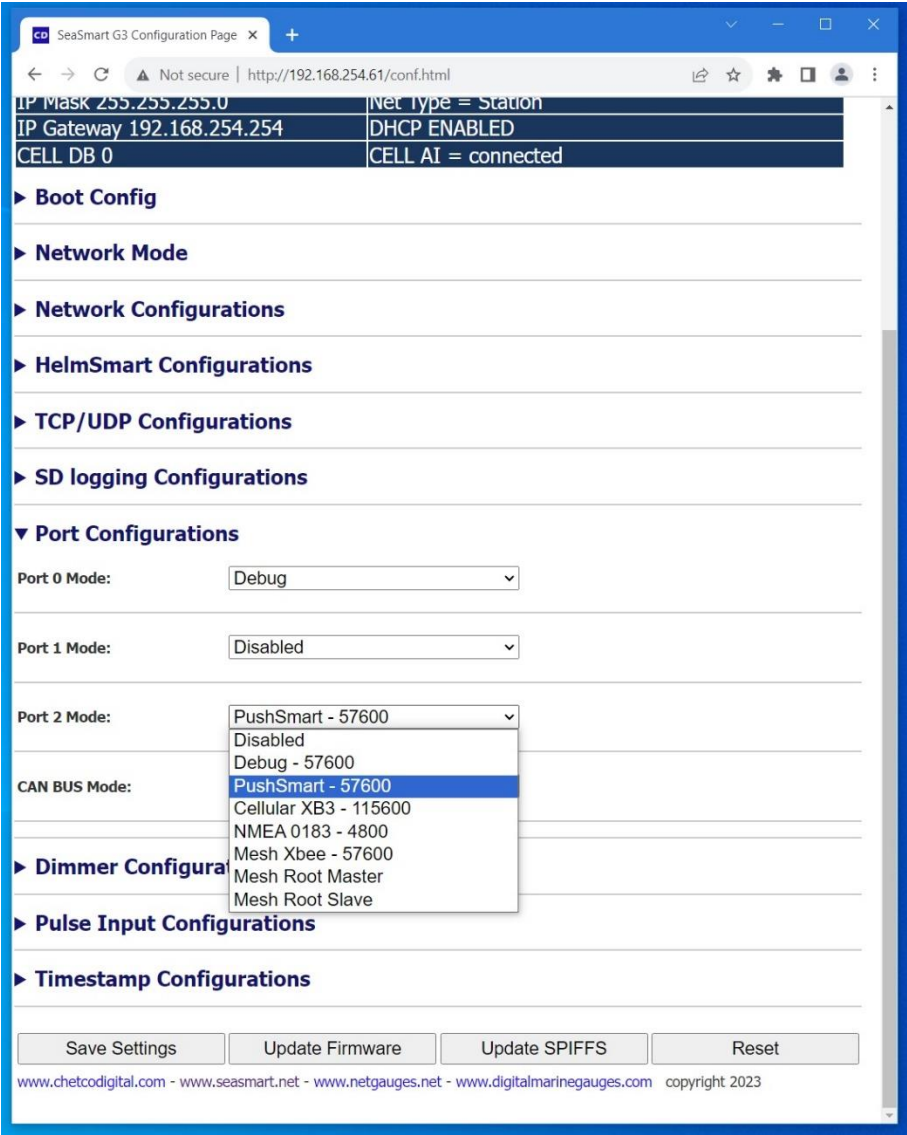 CD SeaSmart G3 Configuration Page
Not secure | http://192.168.254.61/conf.html
IP Mask 255.255.255.0 Net Type = Station
IP Gateway 192.168.254.254 DHCP ENABLED
CELL DB 0 CELL AI = connected
Boot Config
Network Mode
Network Configurations
HelmSmart Configurations
TCP/UDP Configurations
SD logging Configurations
Port Configurations
Port 0 Mode: Debug
Port 1 Mode: Disabled
Port 2 Mode: PushSmart - 57600
Disabled
Debug - 57600
PushSmart - 57600
CAN BUS Mode:
Cellular XB3 - 115600
NMEA 0183 - 4800
Mesh Xbee - 57600
Dimmer Configurat
Mesh Root Master
Mesh Root Slave
Pulse Input Configurations
Timestamp Configurations
Save Settings Update Firmware Update SPIFFS Reset
www.chetcodigital.com - www.seasmart.net - www.netgauges.net - www.digitalmarinegauges.com copyright 2023